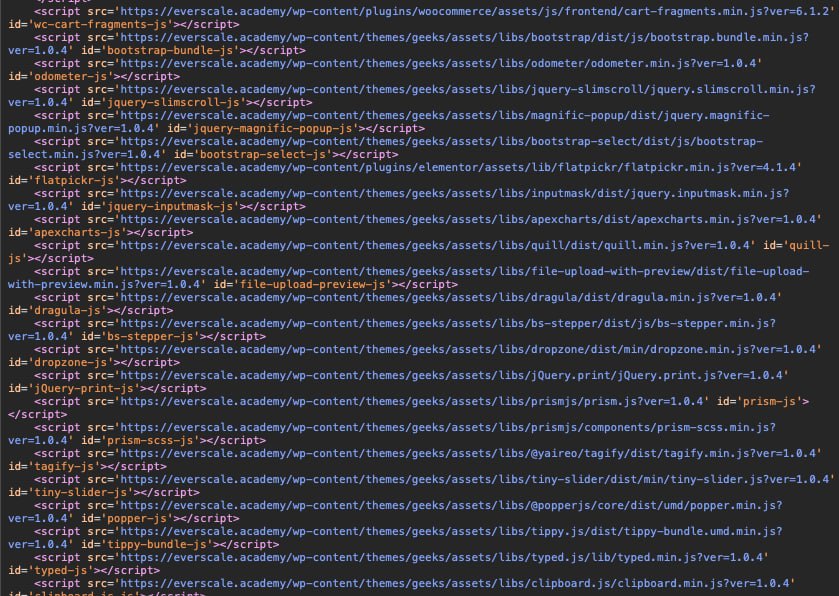 <script src='https://everscale.academy/wp-content/plugins/woocommerce/assets/js/frontend/cart-fragments.min.js?ver=6.1.2'
id='wc-cart-fragments-js'></script>
<script src='https://everscale.academy/wp-content/themes/geeks/assets/libs/bootstrap/dist/js/bootstrap.bundle.min.js?
ver=1.0.4' id='bootstrap-bundle-js'></script>
<script src='https://everscale.academy/wp-content/themes/geeks/assets/libs/odometer/odometer.min.js?ver=1.0.4'
id='odometer-js'></script>
<script src='https://everscale.academy/wp-content/themes/geeks/assets/libs/jquery-slimscroll/jquery.slimscroll.min.js?
ver=1.0.4' id='jquery-slimscroll-js'></script>
<script src='https://everscale.academy/wp-content/themes/geeks/assets/libs/magnific-popup/dist/jquery.magnific-
popup.min.js?ver=1.0.4' id='jquery-magnific-popup-js'></script>
<script src='https://everscale.academy/wp-content/themes/geeks/assets/libs/bootstrap-select/dist/js/bootstrap-
select.min.js?ver=1.0.4' id='bootstrap-select-js'></script>
<script src='https://everscale.academy/wp-content/plugins/elementor/assets/lib/flatpickr/flatpickr.min.js?ver=4.1.4'
id='flatpickr-js'></script>
<script src='https://everscale.academy/wp-content/themes/geeks/assets/libs/inputmask/dist/jquery.inputmask.min.js?
ver=1.0.4' id='jquery-inputmask-js'></script>
<script src='https://everscale.academy/wp-content/themes/geeks/assets/libs/apexcharts/dist/apexcharts.min.js?ver=1.0.4'
id='apexcharts-js'></script>
<script src='https://everscale.academy/wp-content/themes/geeks/assets/libs/quill/dist/quill.min.js?ver=1.0.4' id='quill-
js'></script>
<script src='https://everscale.academy/wp-content/themes/geeks/assets/libs/file-upload-with-preview/dist/file-upload-
with-preview.min.js?ver=1.0.4' id='file-upload-preview-js'></script>
<script src='https://everscale.academy/wp-content/themes/geeks/assets/libs/dragula/dist/dragula.min.js?ver=1.0.4'
id='dragula-js'></script>
<script src='https://everscale.academy/wp-content/themes/geeks/assets/libs/bs-stepper/dist/js/bs-stepper.min.js?
ver=1.0.4' id='bs-stepper-js'></script>
<script src='https://everscale.academy/wp-content/themes/geeks/assets/libs/dropzone/dist/min/dropzone.min.js?ver=1.0.4'
id='dropzone-js'></script>
<script src='https://everscale.academy/wp-content/themes/geeks/assets/libs/jQuery.print/jQuery.print.js?ver=1.0.4'
id='jQuery-print-js'></script>
<script src='https://everscale.academy/wp-content/themes/geeks/assets/libs/prismjs/prism.js?ver=1.0.4' id='prism-js'>
</script>
<script src='https://everscale.academy/wp-content/themes/geeks/assets/libs/prismjs/components/prism-scss.min.js?
ver=1.0.4' id='prism-scss-js'></script>
<script src='https://everscale.academy/wp-content/themes/geeks/assets/libs/@yaireo/tagify/dist/tagify.min.js?ver=1.0.4'
id='tagify-js'></script>
<script src='https://everscale.academy/wp-content/themes/geeks/assets/libs/tiny-slider/dist/min/tiny-slider.js?ver=1.0.4'
id='tiny-slider-js'></script>
<script src='https://everscale.academy/wp-content/themes/geeks/assets/libs/@popperjs/core/dist/umd/popper.min.js?
ver=1.0.4' id='popper-js'></script>
<script src='https://everscale.academy/wp-content/themes/geeks/assets/libs/tippy.js/dist/tippy-bundle.umd.min.js?
ver=1.0.4' id='tippy-bundle-js'></script>
<script src='https://everscale.academy/wp-content/themes/geeks/assets/libs/typed.js/lib/typed.min.js?ver=1.0.4'
id='typed-js'></script>
<script src='https://everscale.academy/wp-content/themes/geeks/assets/libs/clipboard.js/clipboard.min.js?ver=1.0.4'